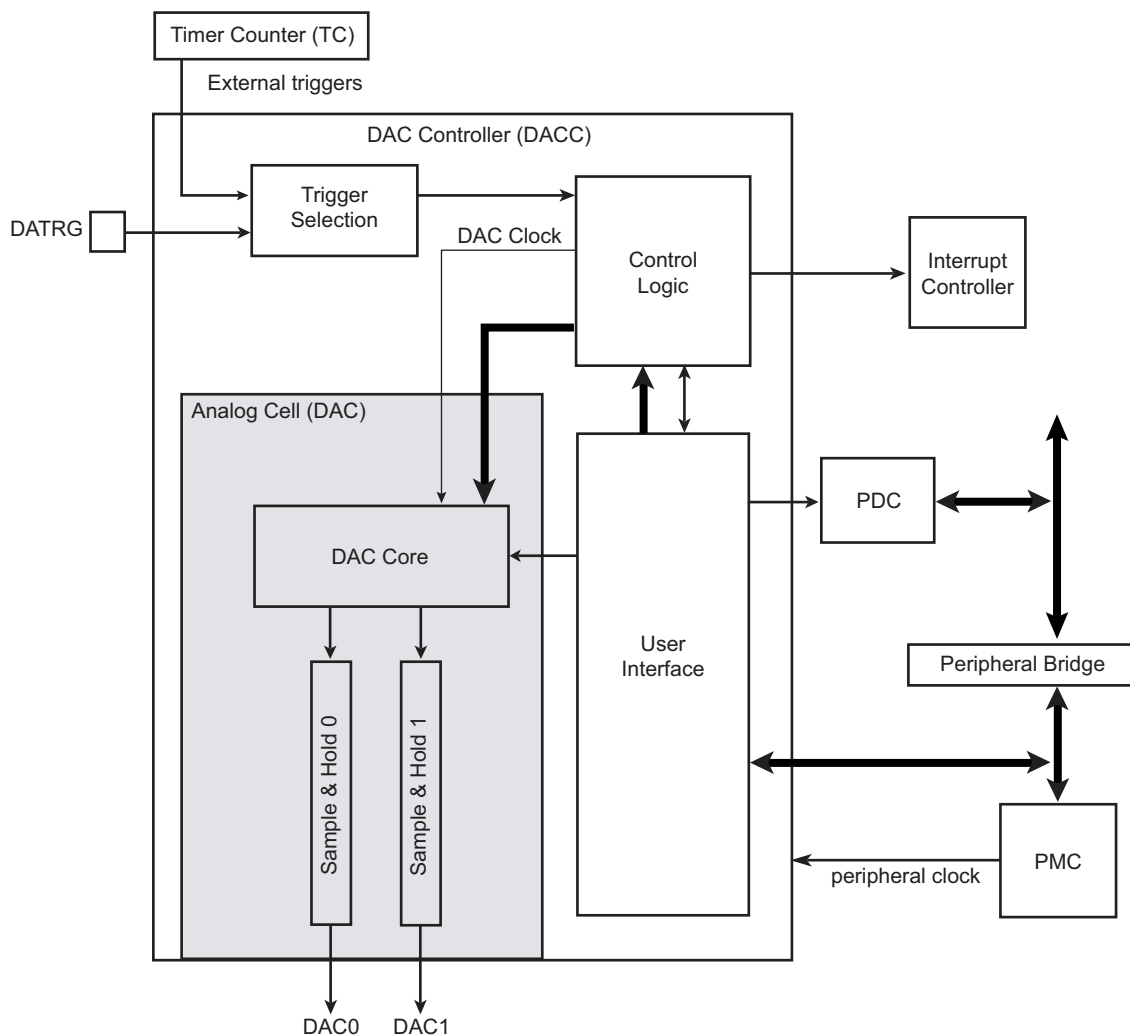 Timer Counter (TC)
External triggers
DAC Controller (DACC)
Trigger
Selection
DATRG
DAC Clock
Control
Logic
Interrupt
Controller
Analog Cell (DAC)
PDC
DAC Core
User
Interface
Peripheral Bridge
Sample & Hold 0
Sample & Hold 1
PMC
peripheral clock
DAC0
DAC1